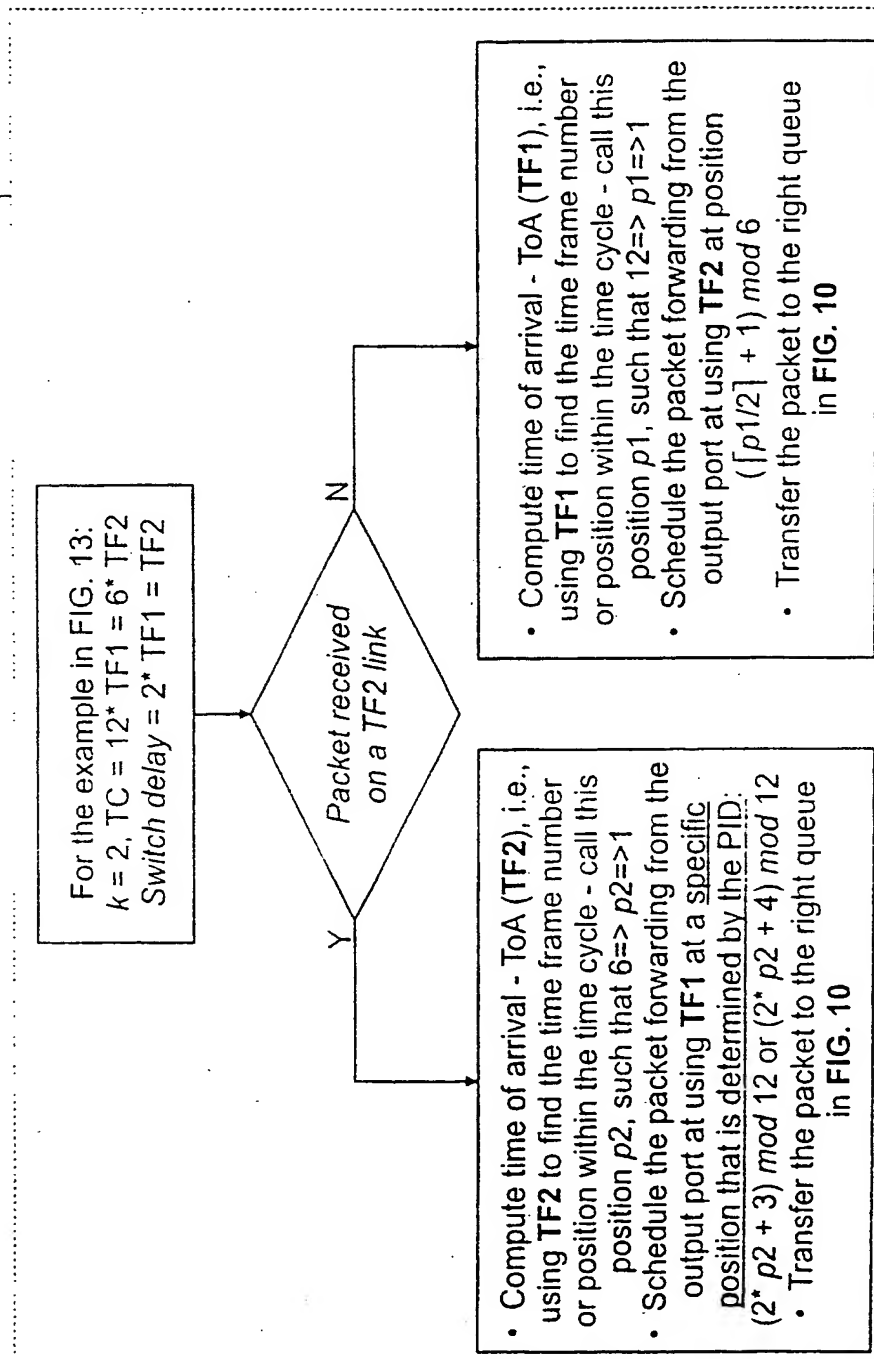 For the example in FIG. 13:
k = 2, TC = 12* TF1 = 6* TF2
Switch delay = 2* TF1 = TF2
Packet received
on a TF2 link
Y
N
• Compute time of arrival - ToA (TF2), i.e.,
using TF2 to find the time frame number
or position within the time cycle - call this
position p2, such that 6=> p2=>1
• Schedule the packet forwarding from the
output port at using TF1 at a specific
position that is determined by the PID:
(2* p2 + 3) mod 12 or (2* p2 + 4) mod 12
• Transfer the packet to the right queue
in FIG. 10
• Compute time of arrival - ToA (TF1), i.e.,
using TF1 to find the time frame number
or position within the time cycle - call this
position p1, such that 12=> p1=>1
• Schedule the packet forwarding from the
output port at using TF2 at position
(⌈p1/2⌉ + 1) mod 6
• Transfer the packet to the right queue
in FIG. 10